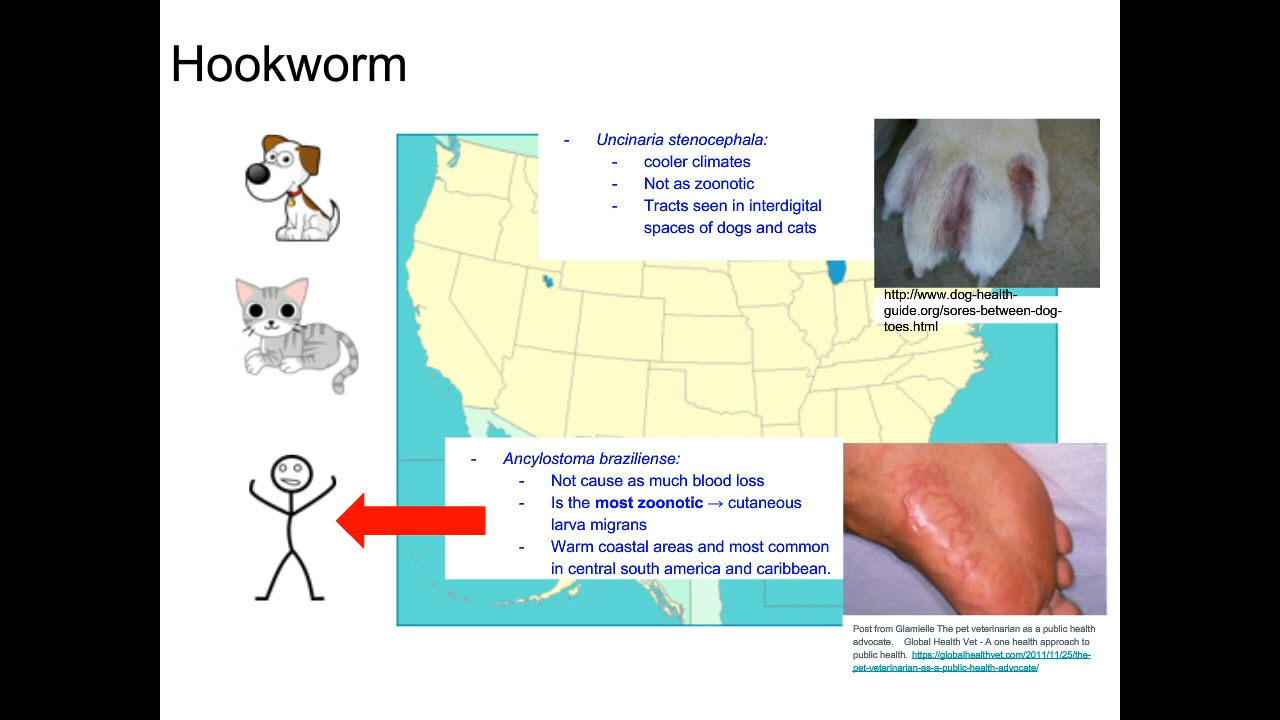 Hookworm
- Uncinaria stenocephala:
- cooler climates
- Not as zoonotic
- Tracts seen in interdigital
spaces of dogs and cats
http://www.dog-health-
guide.org/sores-between-dog-
toes.html
- Ancylostoma braziliense:
- Not cause as much blood loss
- Is the most zoonotic → cutaneous
larva migrans
- Warm coastal areas and most common
in central south america and caribbean.
Post from Glamielle The pet veterinarian as a public health
advocate. Global Health Vet - A one health approach to
public health. https://globalhealthvet.com/2011/11/25/the-
pet-veterinarian-as-a-public-health-advocate/